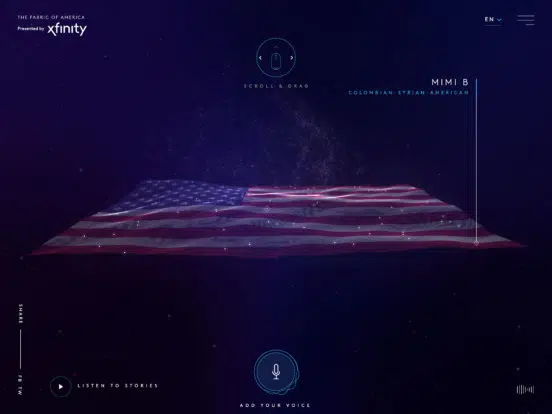 THE FABRIC OF AMERICA
Presented by xfinity
EN
SCROLL & DRAG
MIMI B
COLOMBIAN-SYRIAN-AMERICAN
SHARE
FB TW
LISTEN TO STORIES
ADD YOUR VOICE